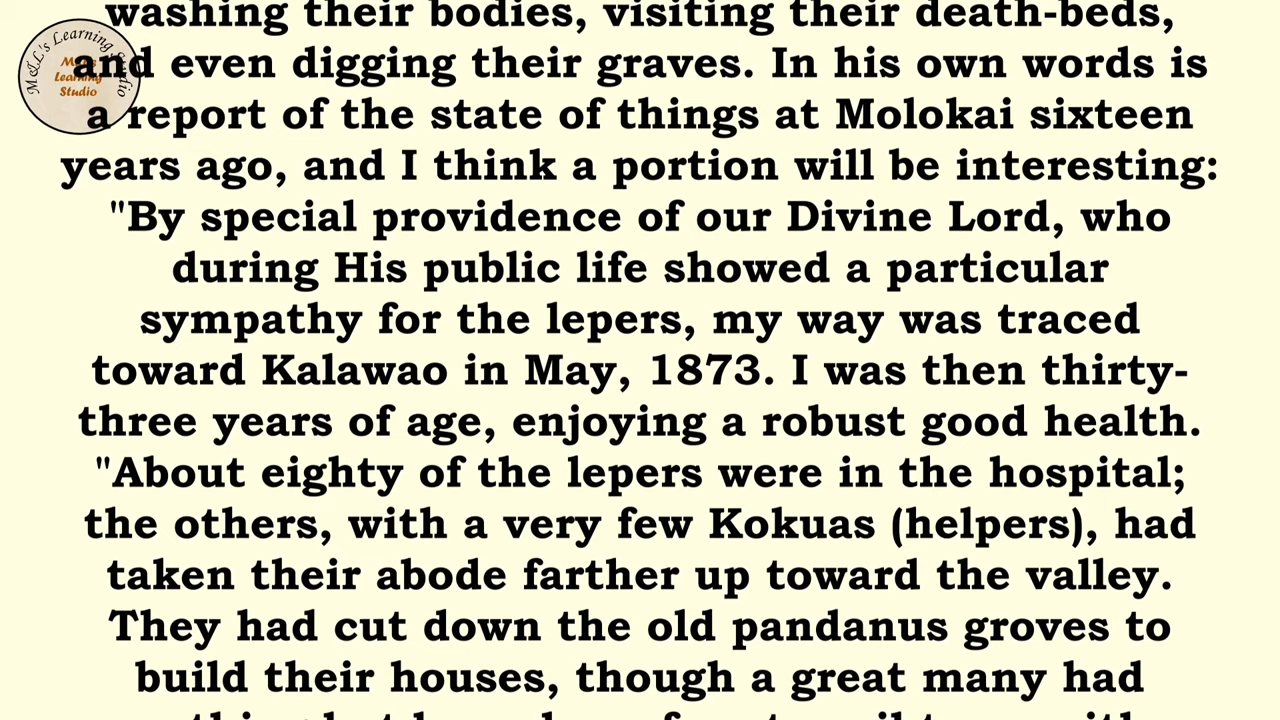 washing their bodies, visiting their death-beds,
and even digging their graves. In his own words is
a report of the state of things at Molokai sixteen
years ago, and I think a portion will be interesting:
"By special providence of our Divine Lord, who
during His public life showed a particular
sympathy for the lepers, my way was traced
toward Kalawao in May, 1873. I was then thirty-
three years of age, enjoying a robust good health.
"About eighty of the lepers were in the hospital;
the others, with a very few Kokuas (helpers), had
taken their abode farther up toward the valley.
They had cut down the old pandanus groves to
build their houses, though a great many had
M&L's Learning Studio
Learning
Studio